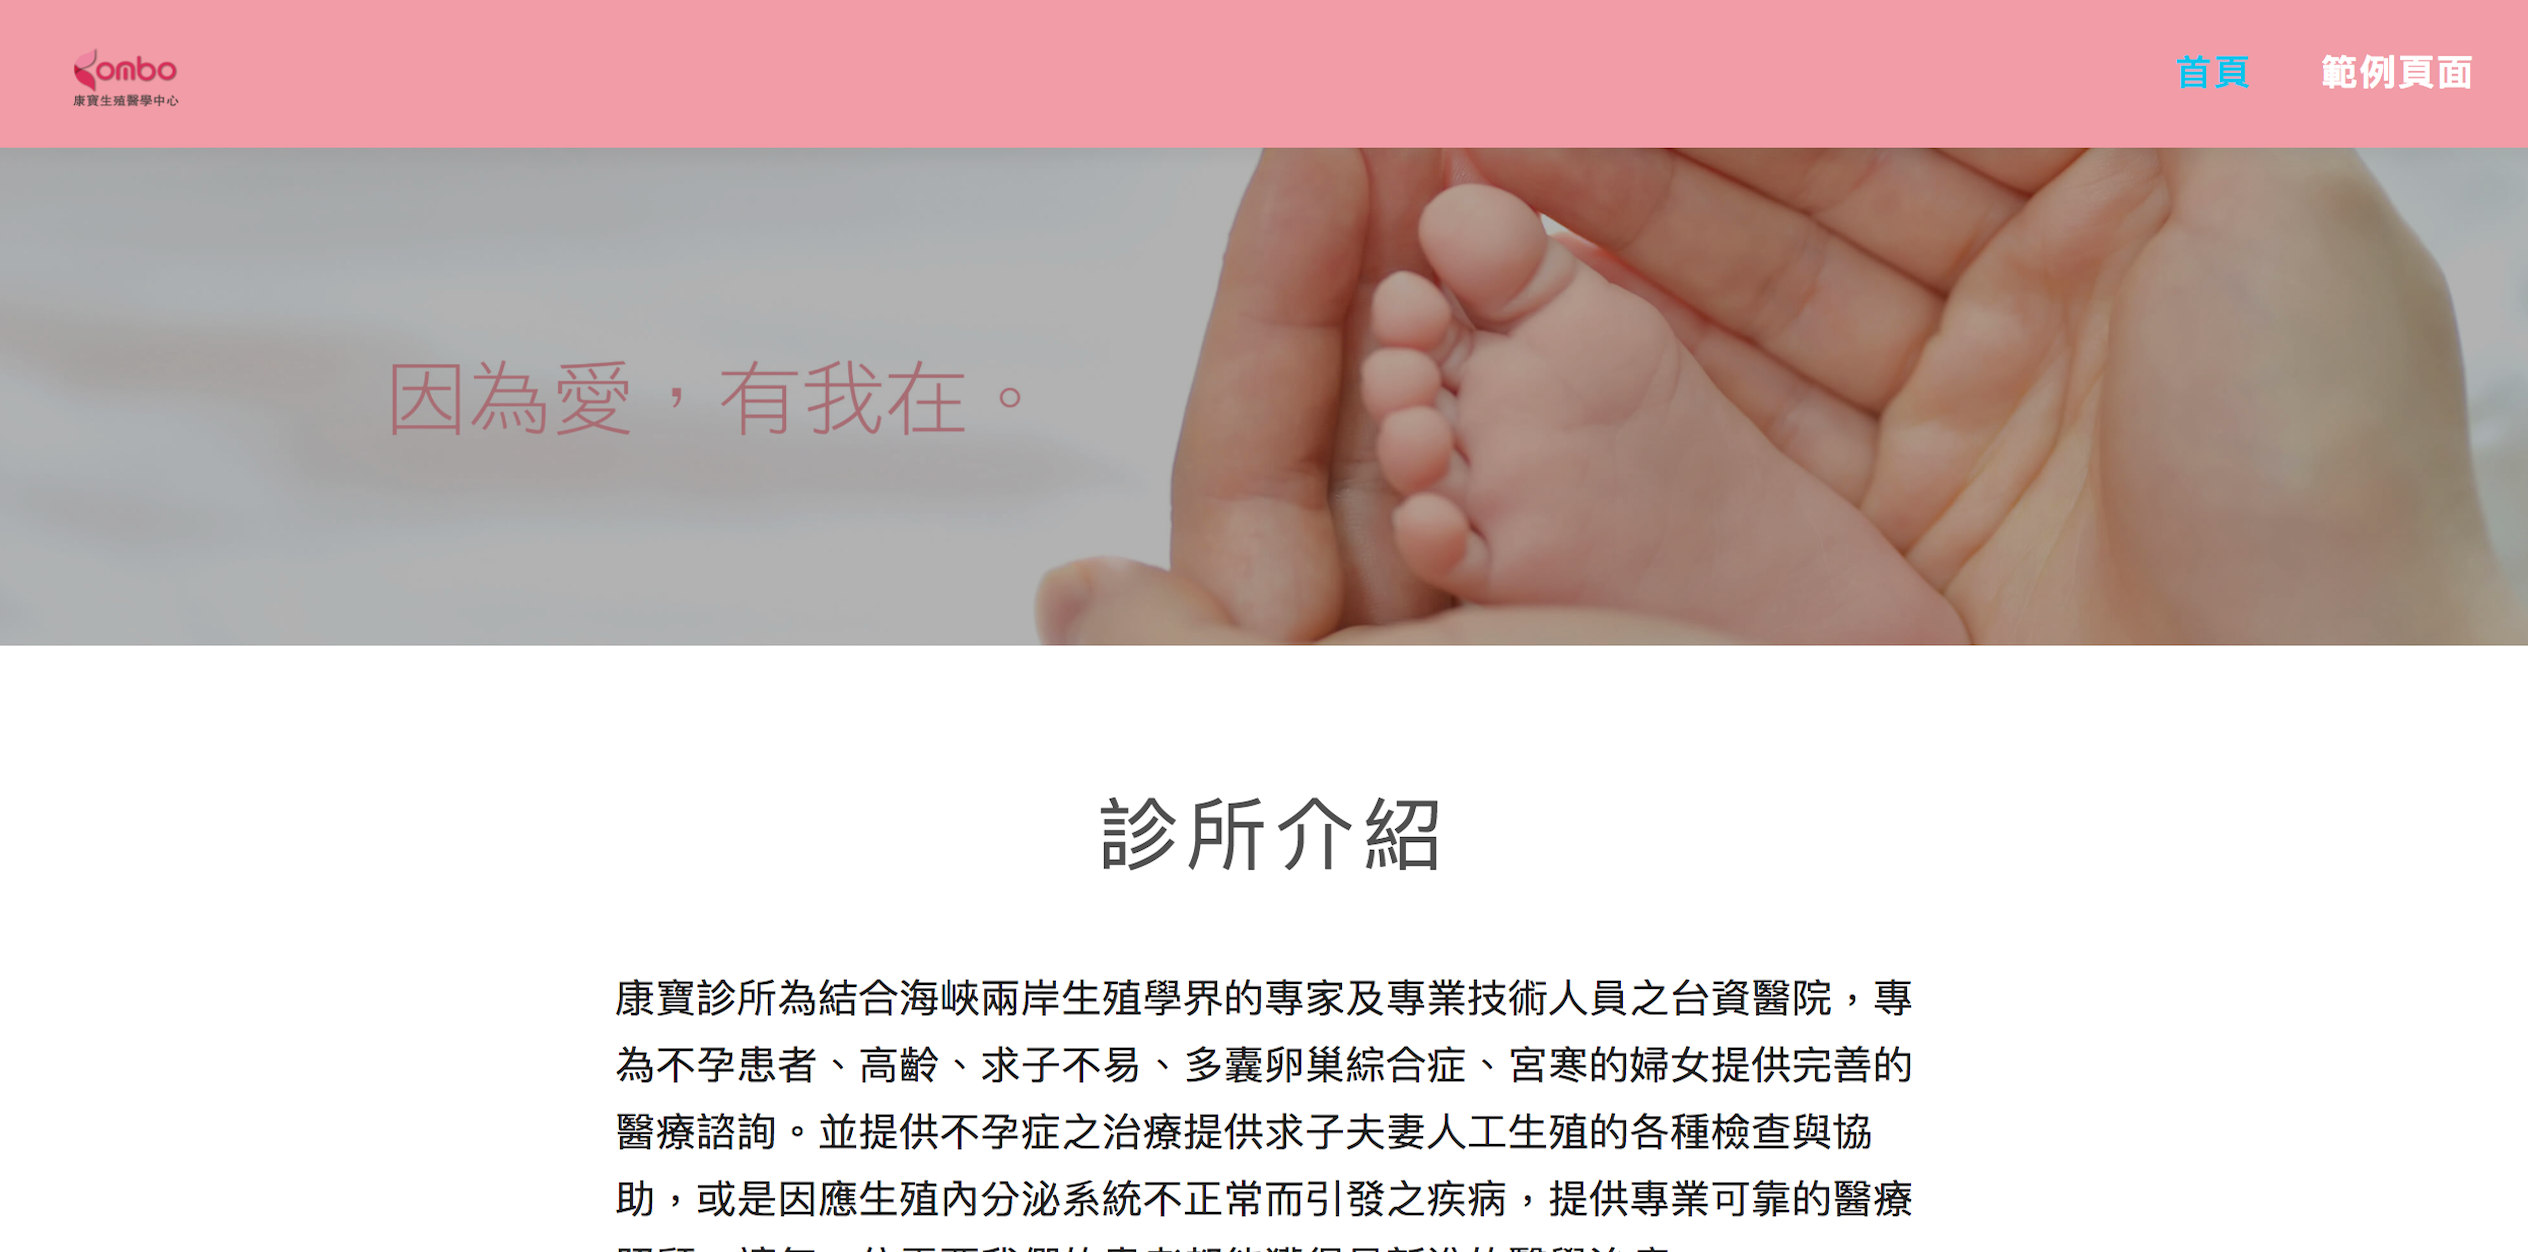 Kombo
康寶生殖醫學中心
首頁 範例頁面
因為愛，有我在。
診所介紹
康寶診所為結合海峽兩岸生殖學界的專家及專業技術人員之台資醫院，專
為不孕患者、高齡、求子不易、多囊卵巢綜合症、宮寒的婦女提供完善的
醫療諮詢。並提供不孕症之治療提供求子夫妻人工生殖的各種檢查與協
助，或是因應生殖內分泌系統不正常而引發之疾病，提供專業可靠的醫療